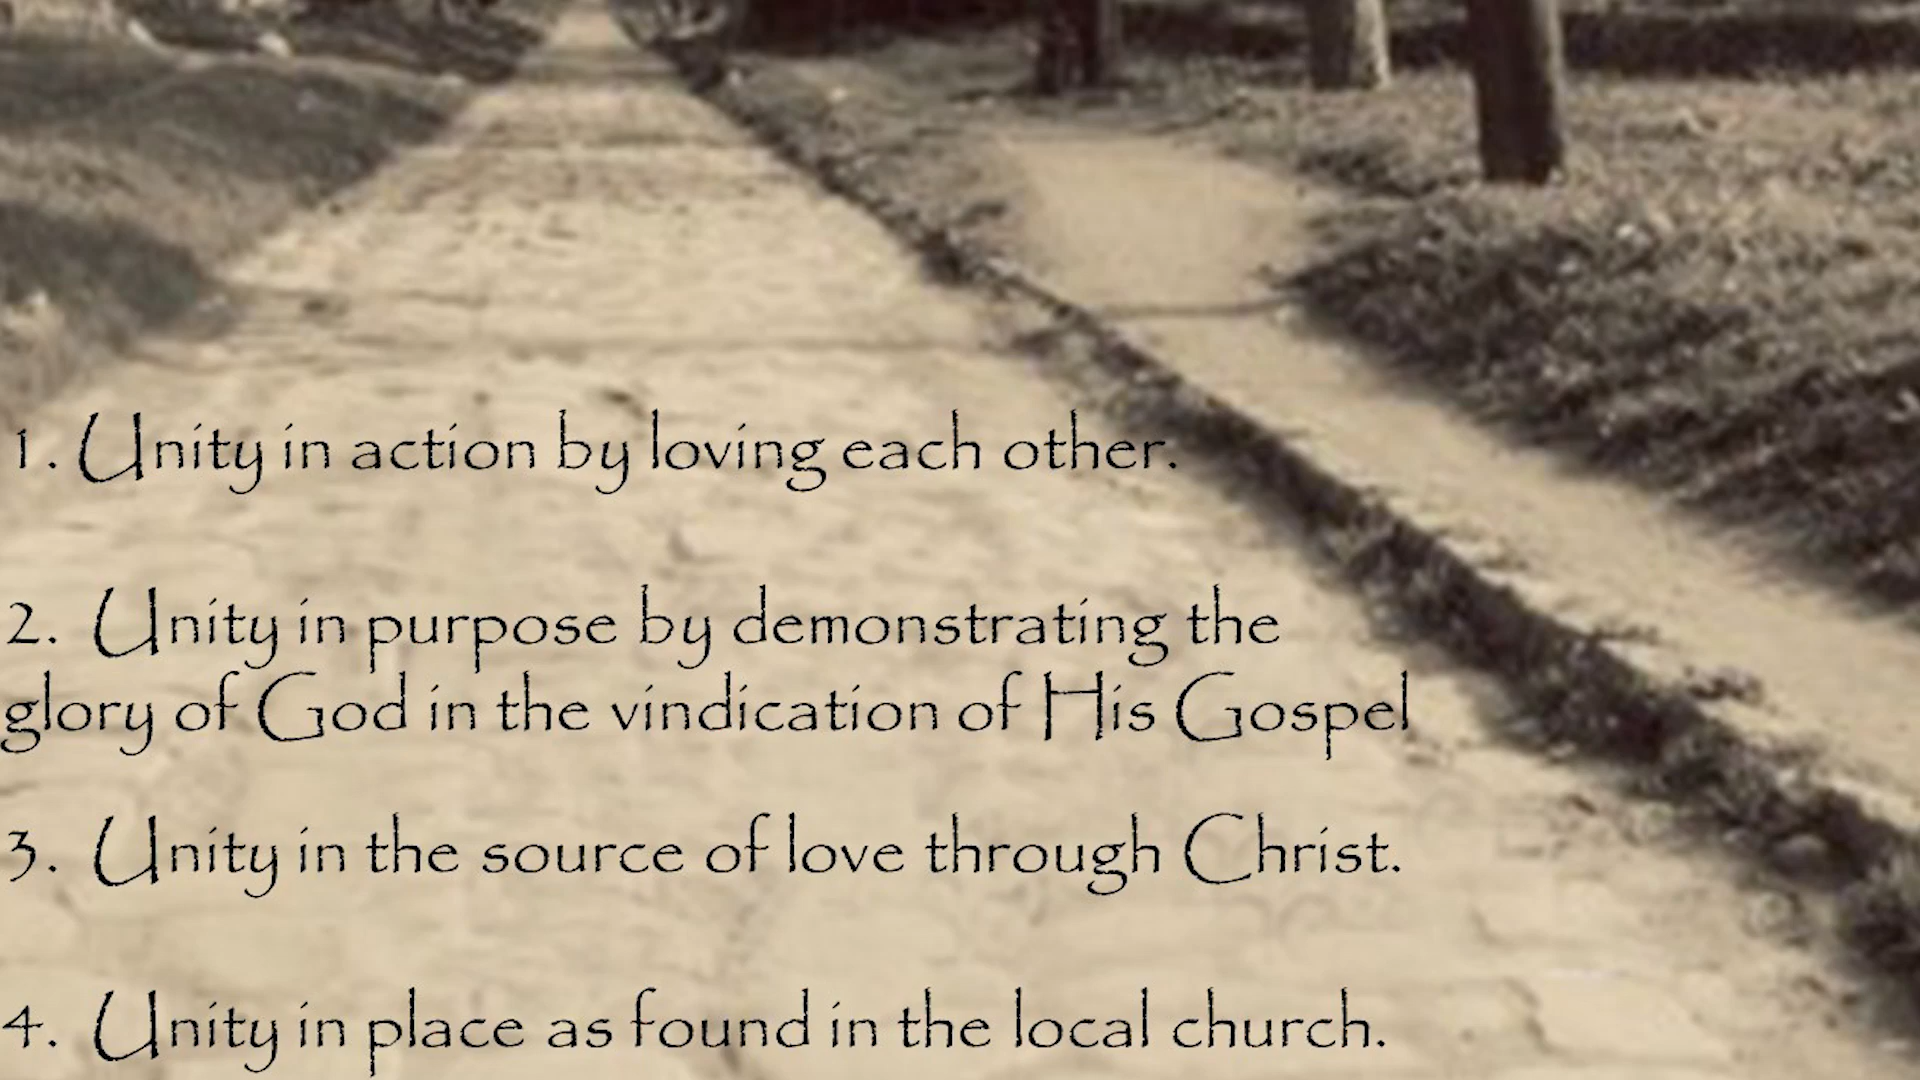 1. Unity in action by loving each other.
2. Unity in purpose by demonstrating the
glory of God in the vindication of His Gospel
3. Unity in the source of love through Christ.
4. Unity in place as found in the local church.